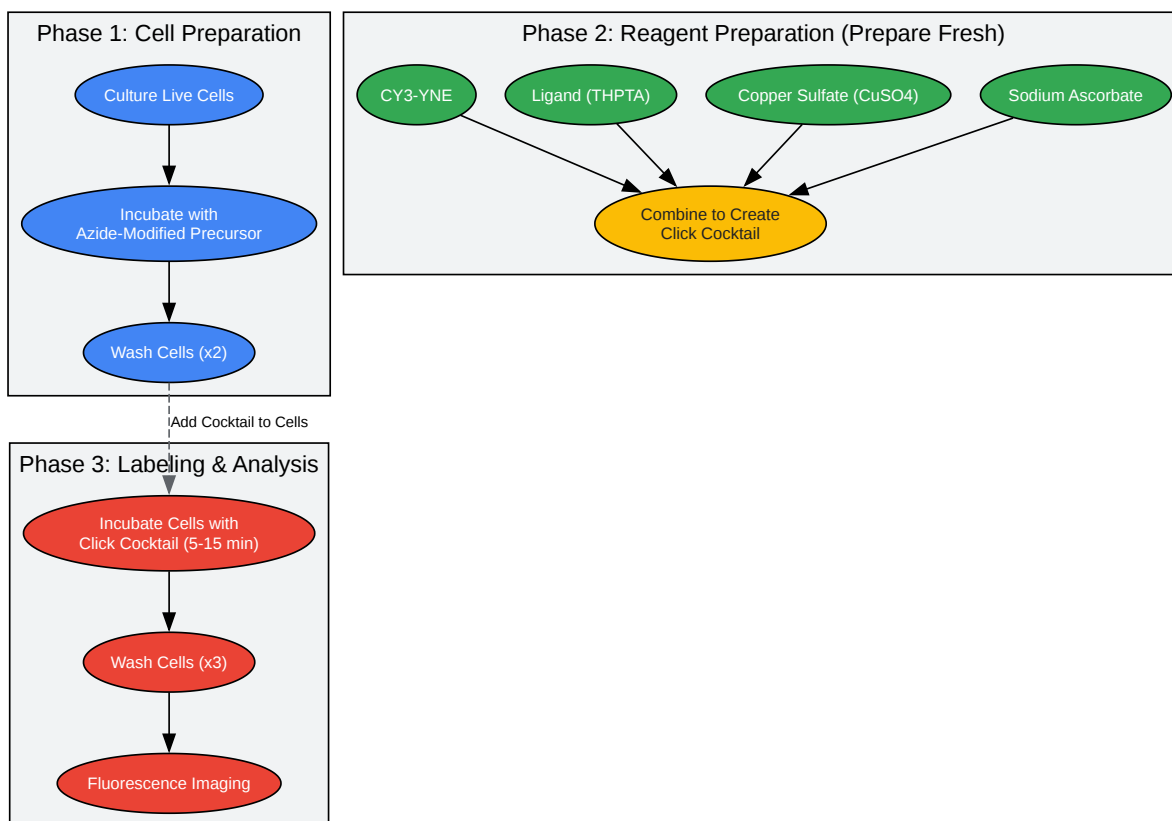 Phase 1: Cell Preparation
Culture Live Cells
Incubate with
Azide-Modified Precursor
Wash Cells (x2)
Phase 2: Reagent Preparation (Prepare Fresh)
CY3-YNE
Ligand (THPTA)
Copper Sulfate (CuSO4)
Sodium Ascorbate
Combine to Create
Click Cocktail
Add Cocktail to Cells
Phase 3: Labeling & Analysis
Incubate Cells with
Click Cocktail (5-15 min)
Wash Cells (x3)
Fluorescence Imaging